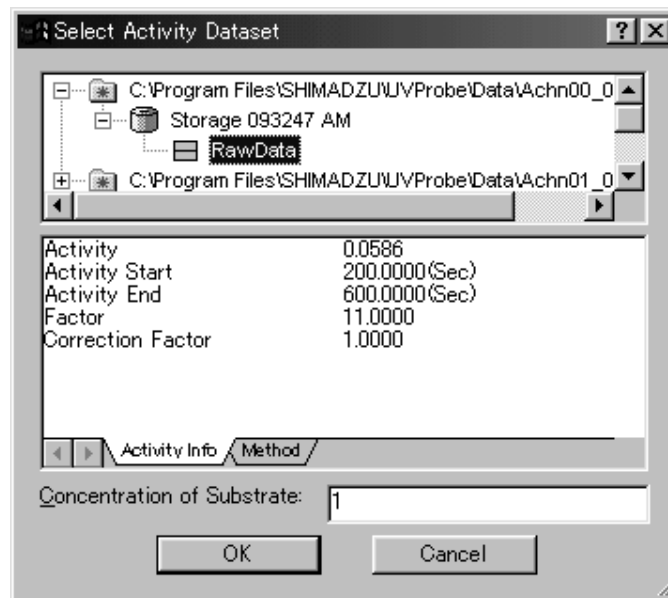 Select Activity Dataset
C:\Program Files\SHIMADZU\UVProbe\Data\Achn00_0
Storage 093247 AM
RawData
C:\Program Files\SHIMADZU\UVProbe\Data\Achn01_0
Activity 0.0586
Activity Start 200.0000(Sec)
Activity End 600.0000(Sec)
Factor 11.0000
Correction Factor 1.0000
Activity Info Method
Concentration of Substrate: 1
OK Cancel